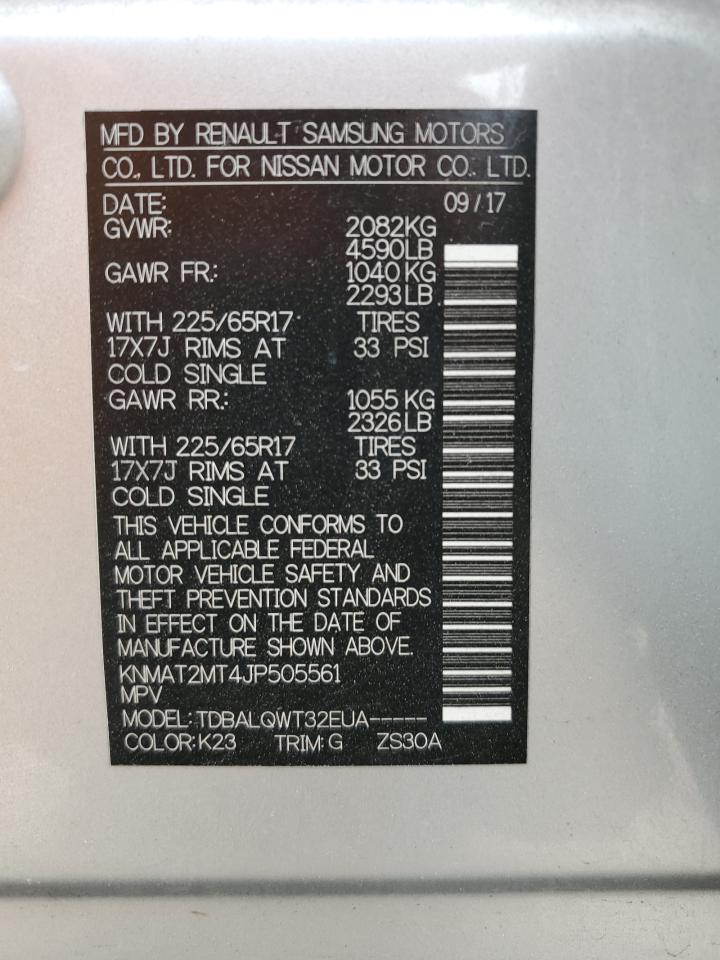 MFD BY RENAULT SAMSUNG MOTORS
CO., LTD. FOR NISSAN MOTOR CO., LTD.
DATE: 09/17
GVWR: 2082KG
4590LB
GAWR FR: 1040KG
2293LB
WITH 225/65R17 TIRES
17X7J RIMS AT 33 PSI
COLD SINGLE
GAWR RR: 1055KG
2326LB
WITH 225/65R17 TIRES
17X7J RIMS AT 33 PSI
COLD SINGLE
THIS VEHICLE CONFORMS TO
ALL APPLICABLE FEDERAL
MOTOR VEHICLE SAFETY AND
THEFT PREVENTION STANDARDS
IN EFFECT ON THE DATE OF
MANUFACTURE SHOWN ABOVE.
KNMAT2MT4JP505561
MPV
MODEL: TDBALQWT32EUA-----
COLOR: K23 TRIM: G ZS30A